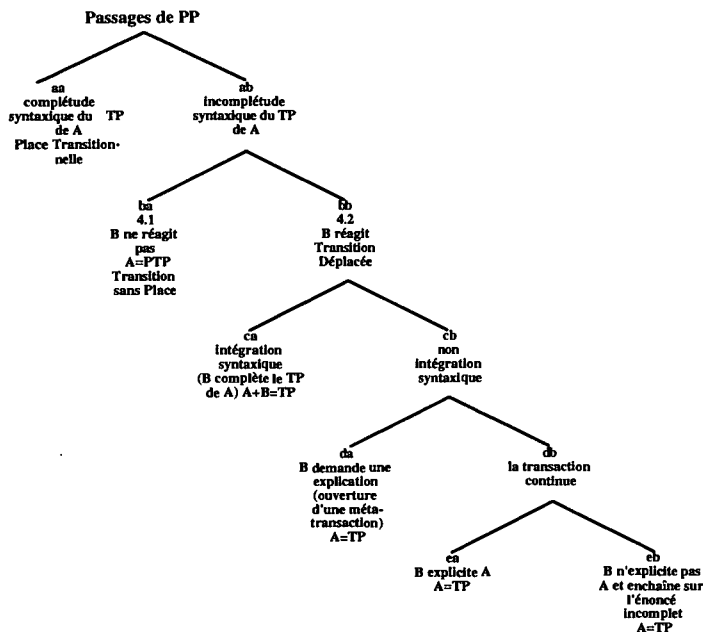 Passages de PP
aa
complétude
syntaxique du TP
de A
Place Transition-
nelle
ab
incomplétude
syntaxique du TP
de A
ba
4.1
B ne réagit
pas
A=PTP
Transition
sans Place
bb
4.2
B réagit
Transition
Déplacée
ca
intégration
syntaxique
(B complète le TP
de A) A+B=TP
cb
non
intégration
syntaxique
da
B demande une
explication
(ouverture
d'une méta-
transaction)
A=TP
db
la transaction
continue
ea
B explicite A
A=TP
eb
B n'explicite pas
A et enchaîne sur
l'énoncé
incomplet
A=TP